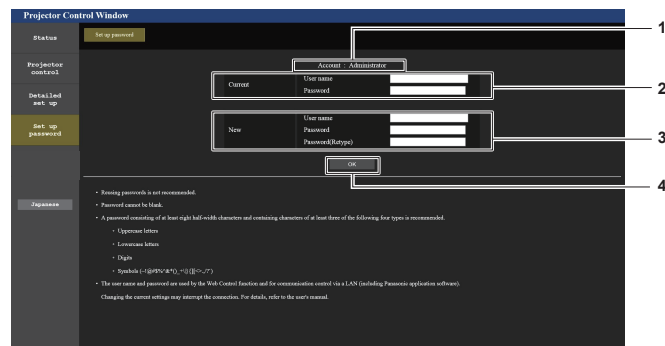 Projector Control Window
Status
Set up password
1
Projector
control
Account : Administrator
Current
User name
Password
2
Detailed
set up
Set up
password
New
User name
Password
Password(Retype)
3
OK
4
Japanese
• Reusing passwords is not recommended.
• Password cannot be blank.
• A password consisting of at least eight half-width characters and containing characters of at least three of the following four types is recommended.
• Uppercase letters
• Lowercase letters
• Digits
• Symbols
• The user name and password are used by the Web Control function and for communication control via a LAN (including Panasonic application software).
Changing the current settings may interrupt the connection. For details, refer to the user's manual.